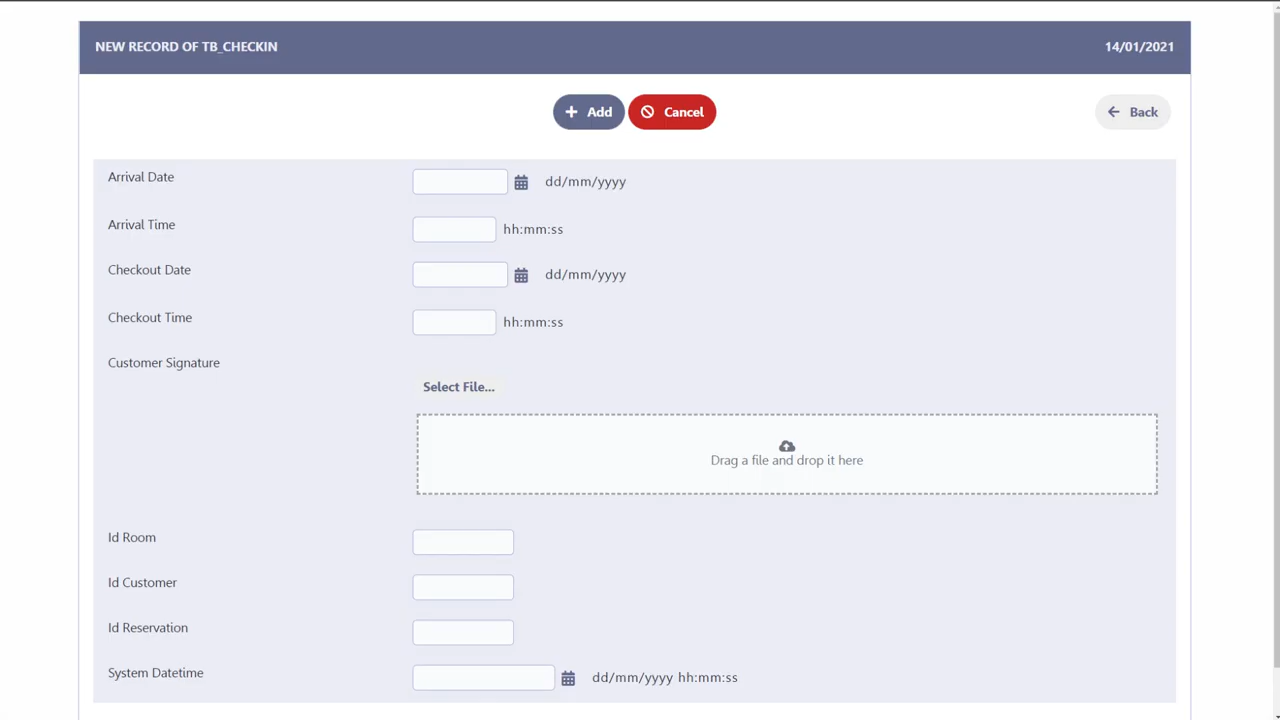 NEW RECORD OF TB_CHECKIN 14/01/2021
Add Cancel Back
Arrival Date dd/mm/yyyy
Arrival Time hh:mm:ss
Checkout Date dd/mm/yyyy
Checkout Time hh:mm:ss
Customer Signature
Select File...
Drag a file and drop it here
Id Room
Id Customer
Id Reservation
System Datetime dd/mm/yyyy hh:mm:ss